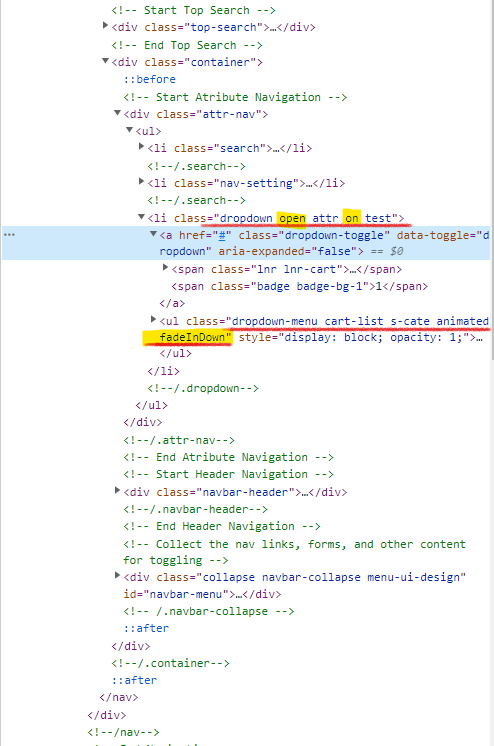 <!-- Start Top Search -->
<div class="top-search">…</div>
<!-- End Top Search -->
<div class="container">
::before
<!-- Start Atribute Navigation -->
<div class="attr-nav">
<ul>
<li class="search">…</li>
<!--/.search-->
<li class="nav-setting">…</li>
<!--/.search-->
<li class="dropdown open attr on test">
<a href="#" class="dropdown-toggle" data-toggle="d
ropdown" aria-expanded="false"> == $0
<span class="lnr lnr-cart">…</span>
<span class="badge badge-bg-1">1</span>
</a>
<ul class="dropdown-menu cart-list s-cate animated
fadeInDown" style="display: block; opacity: 1;">…
</ul>
</li>
<!--/.dropdown-->
</ul>
</div>
<!--/.attr-nav-->
<!-- End Atribute Navigation -->
<!-- Start Header Navigation -->
<div class="navbar-header">…</div>
<!--/.navbar-header-->
<!-- End Header Navigation -->
<!-- Collect the nav links, forms, and other content
for toggling -->
<div class="collapse navbar-collapse menu-ui-design"
id="navbar-menu">…</div>
<!-- /.navbar-collapse -->
::after
</div>
<!--/.container-->
::after
</nav>
</div>
<!--/nav-->